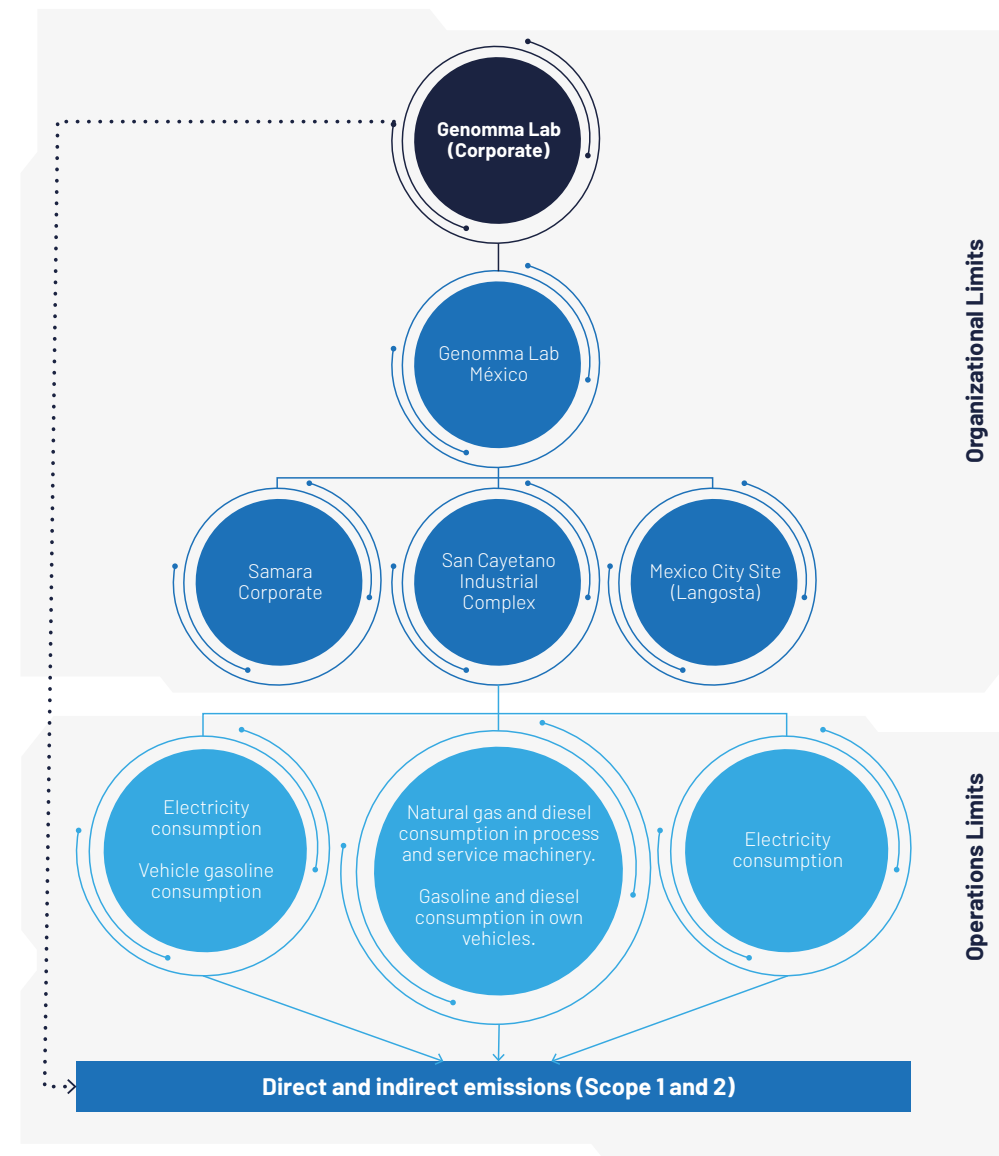 Genomma Lab
(Corporate)
Organizational Limits
Genomma Lab
México
Samara
Corporate
San Cayetano
Industrial
Complex
Mexico City Site
(Langosta)
Operations Limits
Electricity
consumption
Vehicle gasoline
consumption
Natural gas and diesel
consumption in process
and service machinery.
Gasoline and diesel
consumption in own
vehicles.
Electricity
consumption
Direct and indirect emissions (Scope 1 and 2)